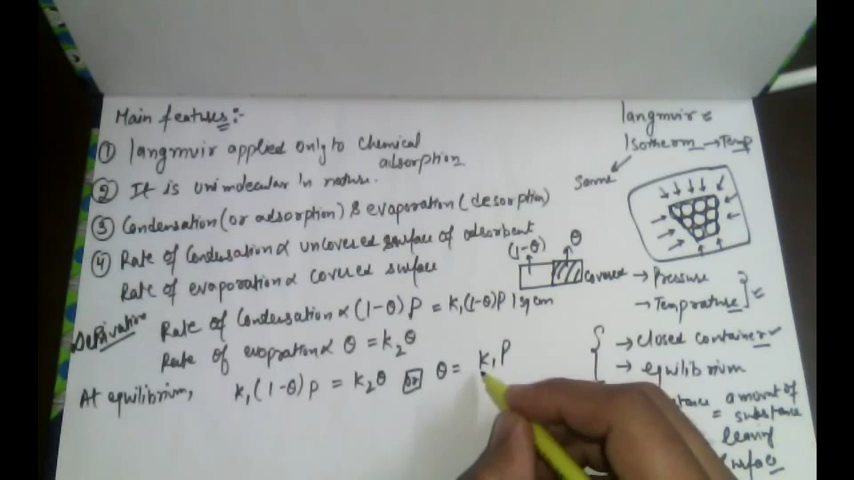 Main features:-
① langmuir applied only to chemical
adsorption
② It is unimolecular in nature.
③ Condensation (or adsorption) & evaporation (desorption)
④ Rate of Condensation ∝ uncovered surface of adsorbent
Rate of evaporation ∝ covered surface
Derivation Rate of Condensation ∝ (1-θ) P = k₁(1-θ)P | sq cm
Rate of evopration ∝ θ = k₂θ
At equilibrium, k₁(1-θ)p = k₂θ or θ = k₁P
langmuir
Isotherm → Temp
Same
(1-θ) θ
Covered
→ Pressure
→ Temprature
→ closed container
→ equilibrium
amount of
= substance
leaving